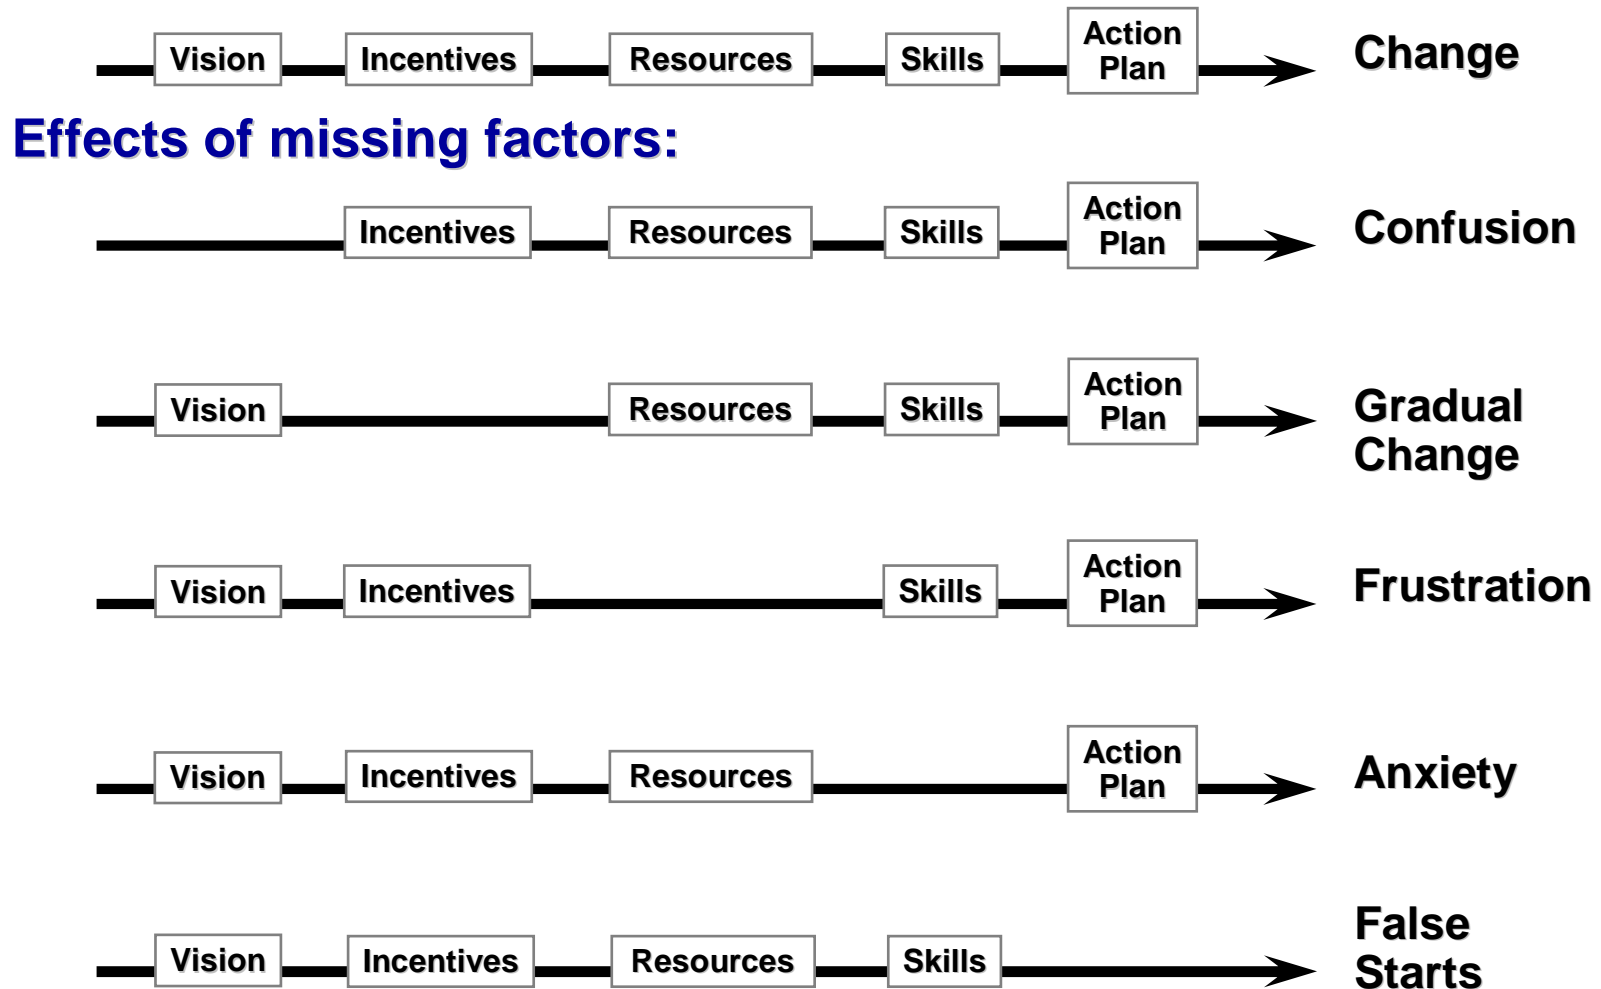 Vision Incentives Resources Skills Action Plan Change
Effects of missing factors:
Incentives Resources Skills Action Plan Confusion
Vision Resources Skills Action Plan Gradual Change
Vision Incentives Skills Action Plan Frustration
Vision Incentives Resources Action Plan Anxiety
Vision Incentives Resources Skills False Starts